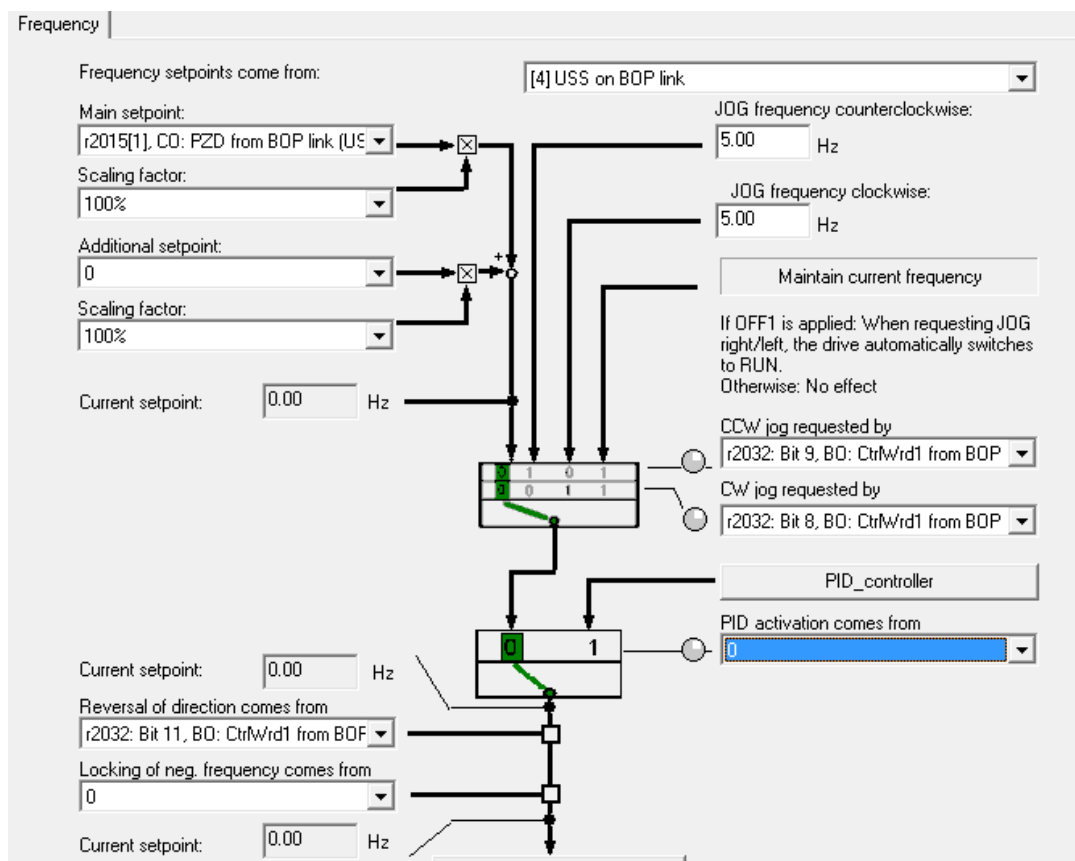 Frequency
Frequency setpoints come from:
[4] USS on BOP link
Main setpoint:
r2015[1], CO: PZD from BOP link (US
Scaling factor:
100%
Additional setpoint:
0
Scaling factor:
100%
Current setpoint:
0.00 Hz
JOG frequency counterclockwise:
5.00 Hz
JOG frequency clockwise:
5.00 Hz
Maintain current frequency
If OFF1 is applied: When requesting JOG
right/left, the drive automatically switches
to RUN.
Otherwise: No effect
CCW jog requested by
r2032: Bit 9, BO: CtrlWrd1 from BOP
CW jog requested by
r2032: Bit 8, BO: CtrlWrd1 from BOP
+
0 1 0 1
0 0 1 1
PID_controller
PID activation comes from
0
0 1
Current setpoint:
0.00 Hz
Reversal of direction comes from
r2032: Bit 11, BO: CtrlWrd1 from BOP
Locking of neg. frequency comes from
0
Current setpoint:
0.00 Hz